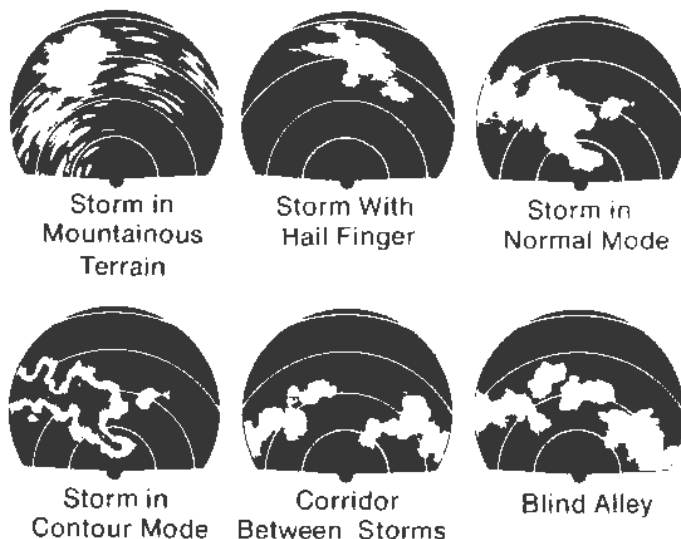 Storm in
Mountainous
Terrain
Storm With
Hail Finger
Storm in
Normal Mode
Storm in
Contour Mode
Corridor
Between Storms
Blind Alley